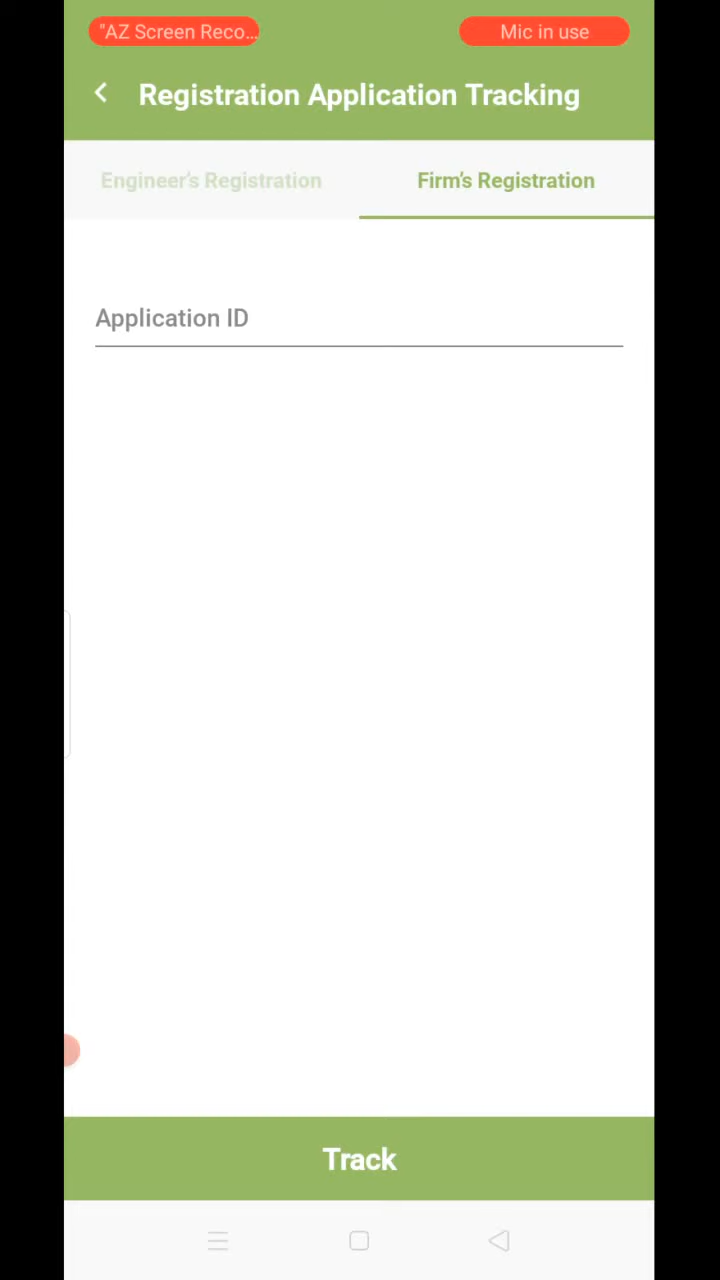 "AZ Screen Reco...
Mic in use
Registration Application Tracking
Engineer's Registration
Firm's Registration
Application ID
Track